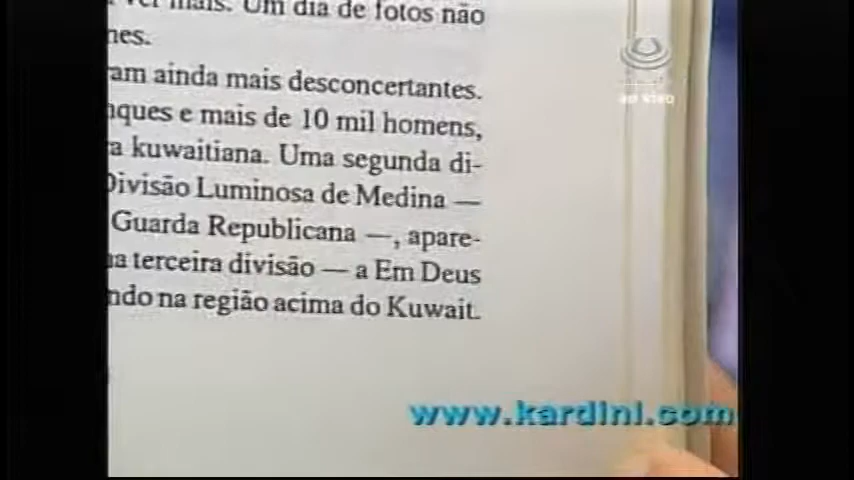 ver mais. Um dia de fotos não
nes.
am ainda mais desconcertantes.
nques e mais de 10 mil homens,
a kuwaitiana. Uma segunda di-
Divisão Luminosa de Medina —
Guarda Republicana —, apare-
a terceira divisão — a Em Deus
ndo na região acima do Kuwait.
ao vivo
www.kardini.com